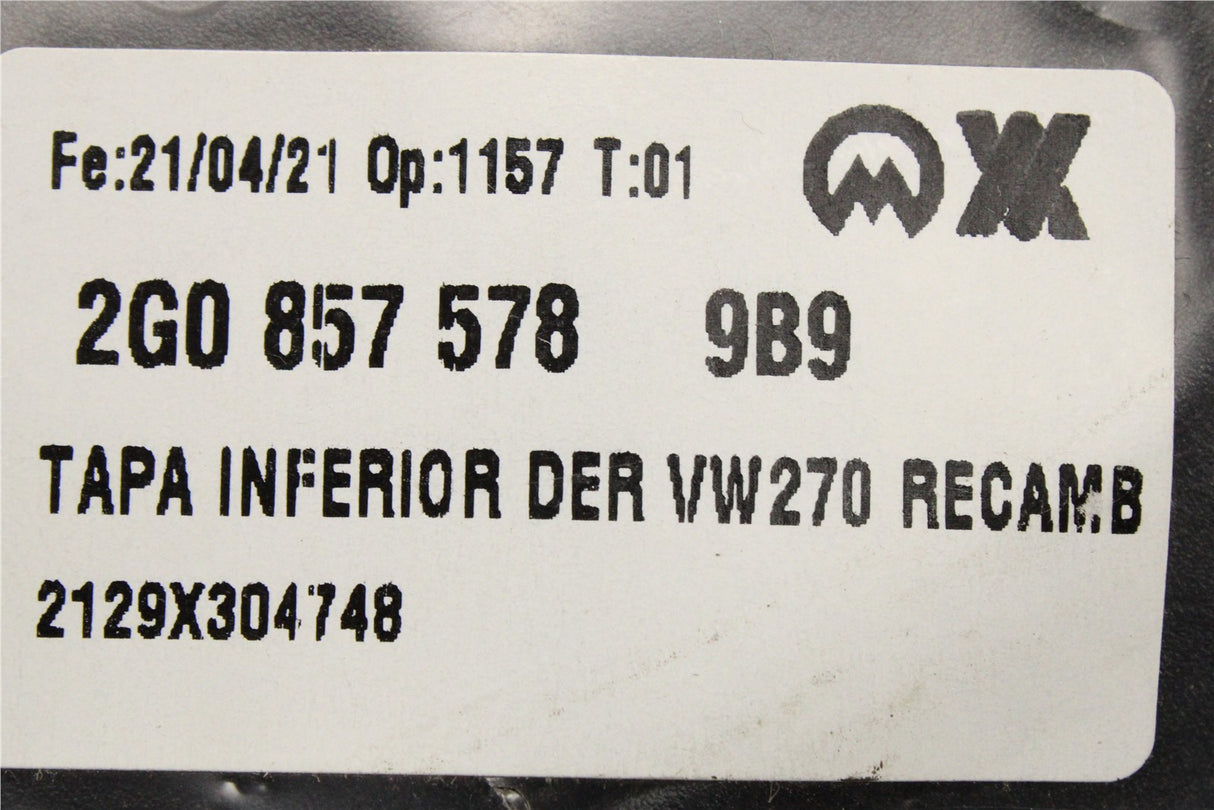 Fe:21/04/21 Op:1157 T:01
2G0 857 578 9B9
TAPA INFERIOR DER VW270 RECAMB
2129X304748